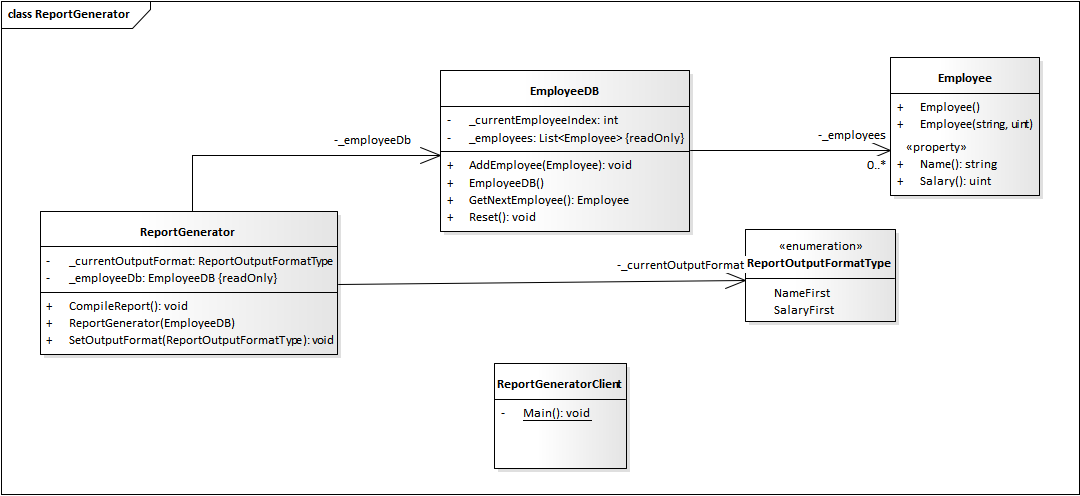 class ReportGenerator
Employee
+ Employee()
+ Employee(string, uint)
«property»
+ Name(): string
+ Salary(): uint
EmployeeDB
- _currentEmployeeIndex: int
- _employees: List<Employee> {readOnly}
+ AddEmployee(Employee): void
+ EmployeeDB()
+ GetNextEmployee(): Employee
+ Reset(): void
-_employeeDb
-_employees
0..*
ReportGenerator
- _currentOutputFormat: ReportOutputFormatType
- _employeeDb: EmployeeDB {readOnly}
+ CompileReport(): void
+ ReportGenerator(EmployeeDB)
+ SetOutputFormat(ReportOutputFormatType): void
-_currentOutputFormat
«enumeration»
ReportOutputFormatType
NameFirst
SalaryFirst
ReportGeneratorClient
- Main(): void